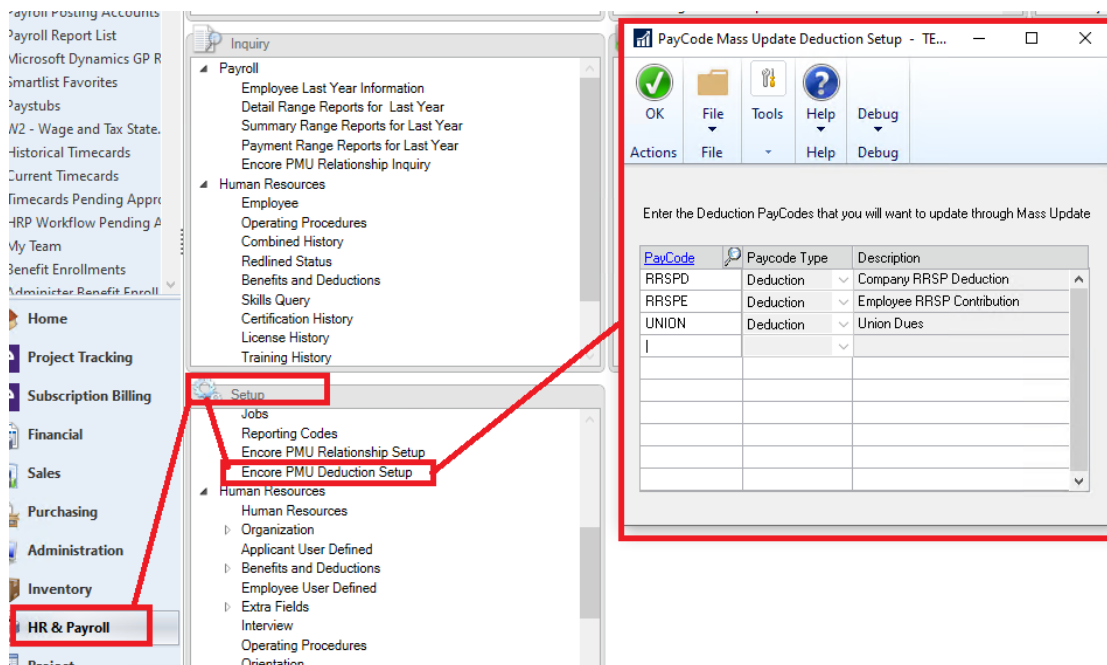 Payroll Posting Accounts
Payroll Report List
Microsoft Dynamics GP R
Smartlist Favorites
Paystubs
W2 - Wage and Tax State.
Historical Timecards
Current Timecards
Timecards Pending Appro
HRP Workflow Pending A
My Team
Benefit Enrollments
Administer Benefit Enroll
Home
Project Tracking
Subscription Billing
Financial
Sales
Purchasing
Administration
Inventory
HR & Payroll
Project
Inquiry
Payroll
Employee Last Year Information
Detail Range Reports for Last Year
Summary Range Reports for Last Year
Payment Range Reports for Last Year
Encore PMU Relationship Inquiry
Human Resources
Employee
Operating Procedures
Combined History
Redlined Status
Benefits and Deductions
Skills Query
Certification History
License History
Training History
Setup
Jobs
Reporting Codes
Encore PMU Relationship Setup
Encore PMU Deduction Setup
Human Resources
Human Resources
Organization
Applicant User Defined
Benefits and Deductions
Employee User Defined
Extra Fields
Interview
Operating Procedures
Orientation
PayCode Mass Update Deduction Setup - TE...
OK File Tools Help Debug
Actions File Help Debug
Enter the Deduction PayCodes that you will want to update through Mass Update
PayCode Paycode Type Description
RRSPD Deduction Company RRSP Deduction
RRSPE Deduction Employee RRSP Contribution
UNION Deduction Union Dues